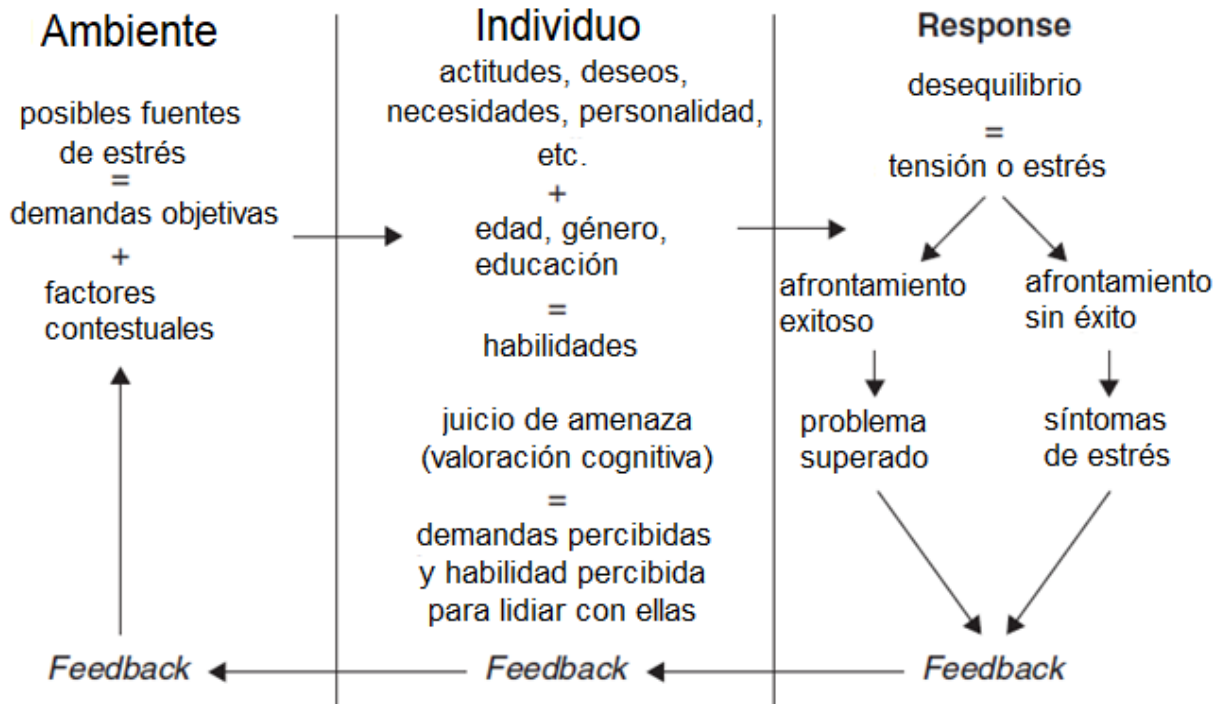 Ambiente
posibles fuentes
de estrés
=
demandas objetivas
+
factores
contestuales
Feedback
Individuo
actitudes, deseos,
necesidades, personalidad,
etc.
+
edad, género,
educación
=
habilidades
juicio de amenaza
(valoración cognitiva)
=
demandas percibidas
y habilidad percibida
para lidiar con ellas
Feedback
Response
desequilibrio
=
tensión o estrés
afrontamiento
exitoso
problema
superado
afrontamiento
sin éxito
síntomas
de estrés
Feedback